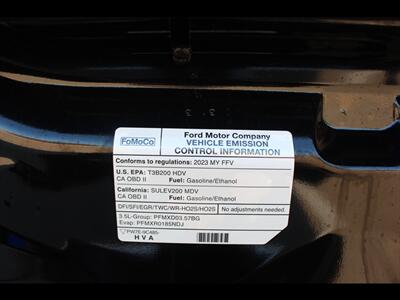 FoMoCo
Ford Motor Company
VEHICLE EMISSION
CONTROL INFORMATION
Conforms to regulations: 2023 MY FFV
U.S. EPA: T3B200 HDV
CA OBD II Fuel: Gasoline/Ethanol
California: SULEV200 MDV
CA OBD II Fuel: Gasoline/Ethanol
DFI/SFI/EGR/TWC/WR-HO2S/HO2S No adjustments needed.
3.5L-Group: PFMXD03.57BG
Evap: PFMXR0185NDJ
PW7E-9C485-
HVA